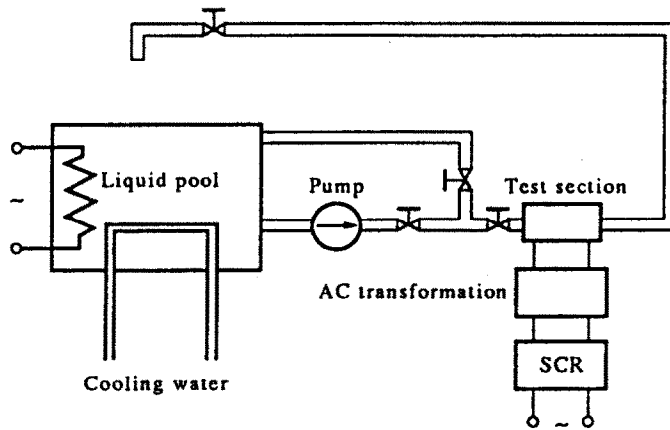 Liquid pool
Pump
Test section
~
AC transformation
SCR
Cooling water
~